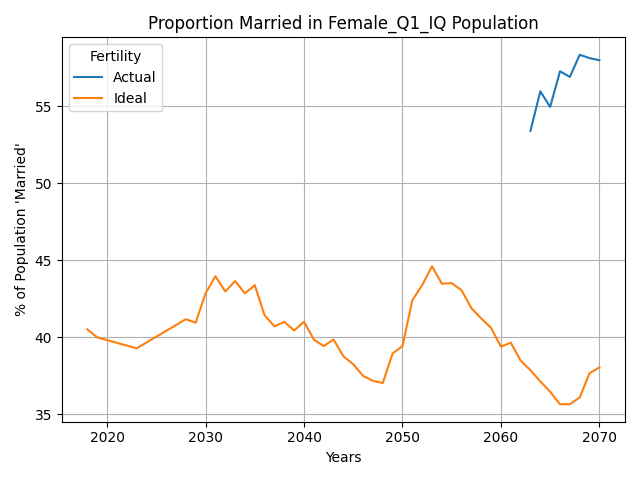 Proportion Married in Female_Q1_IQ Population
Fertility
Actual
Ideal
% of Population 'Married'
55
50
45
40
35
2020
2030
2040
2050
2060
2070
Years